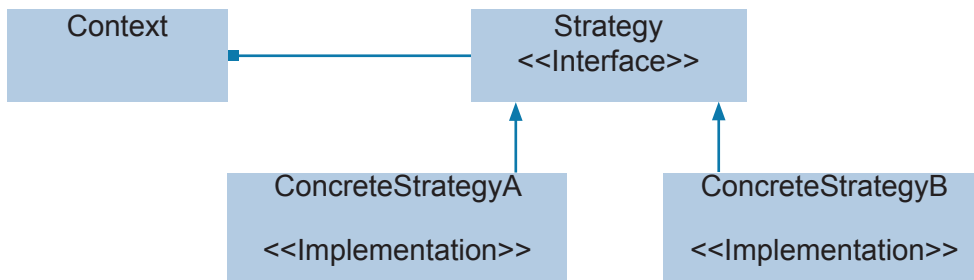 Context
Strategy
<<Interface>>
ConcreteStrategyA
<<Implementation>>
ConcreteStrategyB
<<Implementation>>